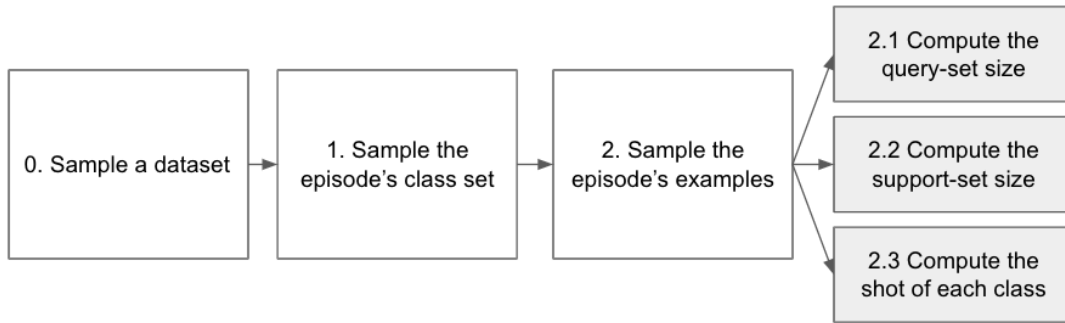 0. Sample a dataset
1. Sample the
episode’s class set
2. Sample the
episode’s examples
2.1 Compute the
query-set size
2.2 Compute the
support-set size
2.3 Compute the
shot of each class